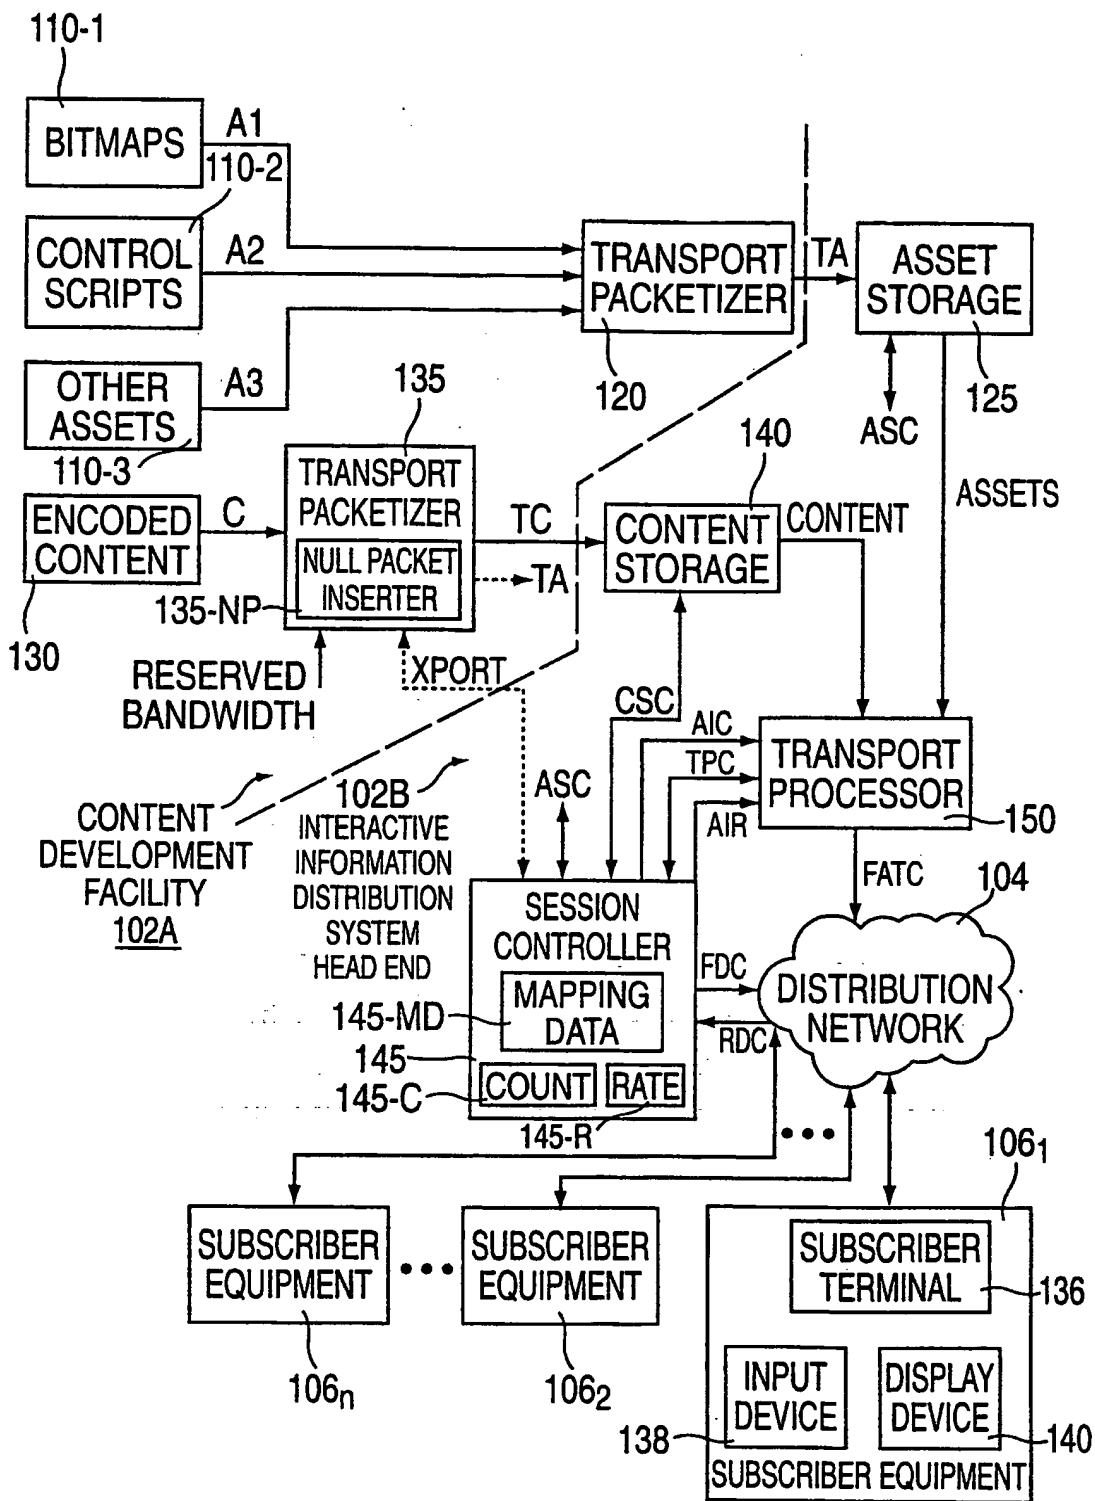 110-1
BITMAPS
A1
110-2
CONTROL
SCRIPTS
A2
TRANSPORT
PACKETIZER
120
TA
ASSET
STORAGE
125
OTHER
ASSETS
A3
110-3
135
ASC
140
ASSETS
ENCODED
CONTENT
130
C
TRANSPORT
PACKETIZER
NULL PACKET
INSERTER
135-NP
TC
TA
CONTENT
STORAGE
CONTENT
RESERVED
BANDWIDTH
XPORT
CSC
AIC
TPC
AIR
TRANSPORT
PROCESSOR
150
CONTENT
DEVELOPMENT
FACILITY
102A
102B
INTERACTIVE
INFORMATION
DISTRIBUTION
SYSTEM
HEAD END
ASC
FATC
104
SESSION
CONTROLLER
MAPPING
DATA
145-MD
145
COUNT
145-C
RATE
145-R
FDC
RDC
DISTRIBUTION
NETWORK
•••
SUBSCRIBER
EQUIPMENT
106n
•••
SUBSCRIBER
EQUIPMENT
1062
1061
SUBSCRIBER
TERMINAL
136
INPUT
DEVICE
138
DISPLAY
DEVICE
140
SUBSCRIBER EQUIPMENT